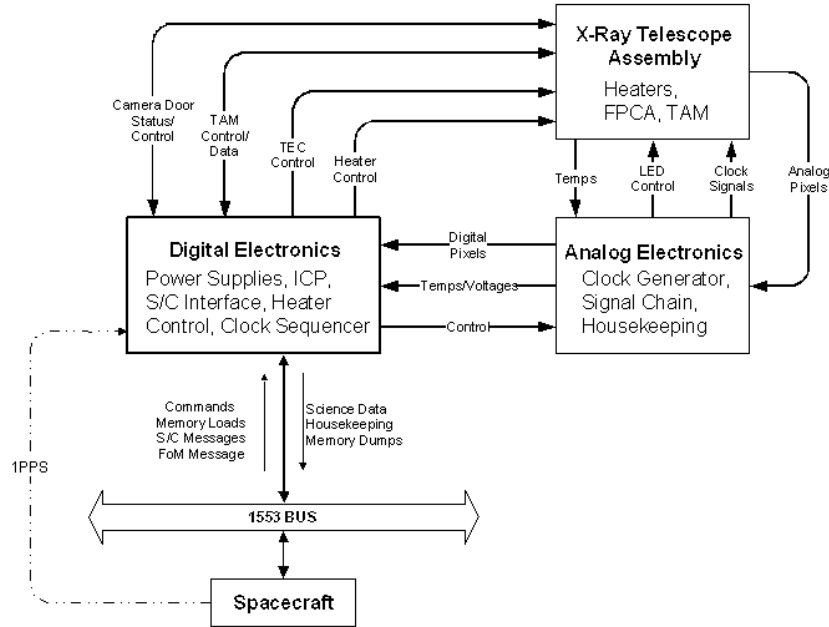 X-Ray Telescope
Assembly
Heaters,
FPCA, TAM
Camera Door
Status/
Control
TAM
Control/
Data
TEC
Control
Heater
Control
Temps
LED
Control
Clock
Signals
Analog
Pixels
Digital Electronics
Power Supplies, ICP,
S/C Interface, Heater
Control, Clock Sequencer
Digital
Pixels
Temps/Voltages
Control
Analog Electronics
Clock Generator,
Signal Chain,
Housekeeping
Commands
Memory Loads
S/C Messages
FoM Message
Science Data
Housekeeping
Memory Dumps
1PPS
1553 BUS
Spacecraft